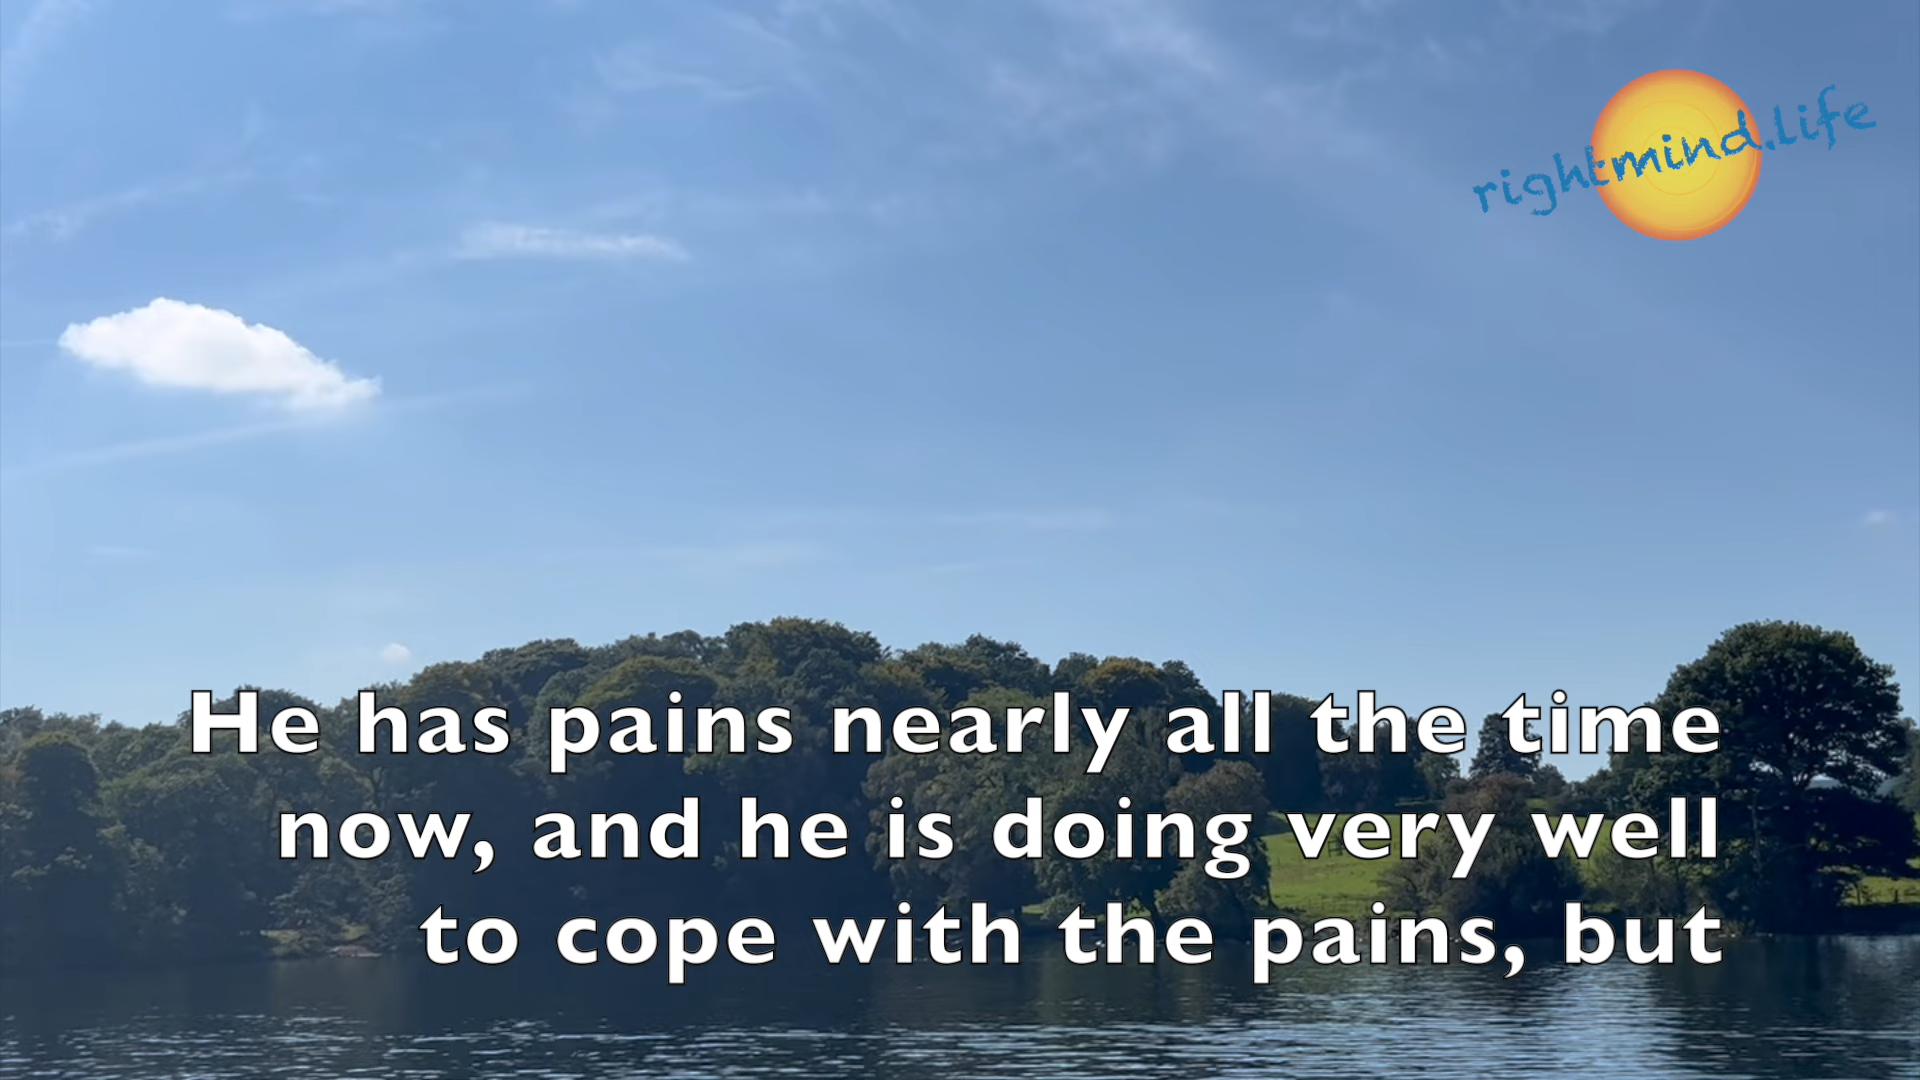 rightmind.life
He has pains nearly all the time
now, and he is doing very well
to cope with the pains, but